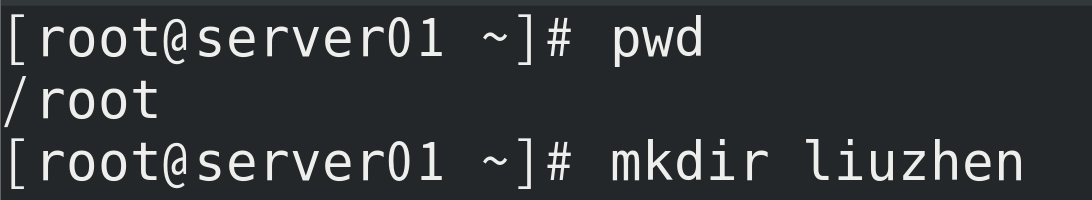 [root@server01 ~]# pwd
/root
[root@server01 ~]# mkdir liuzhen